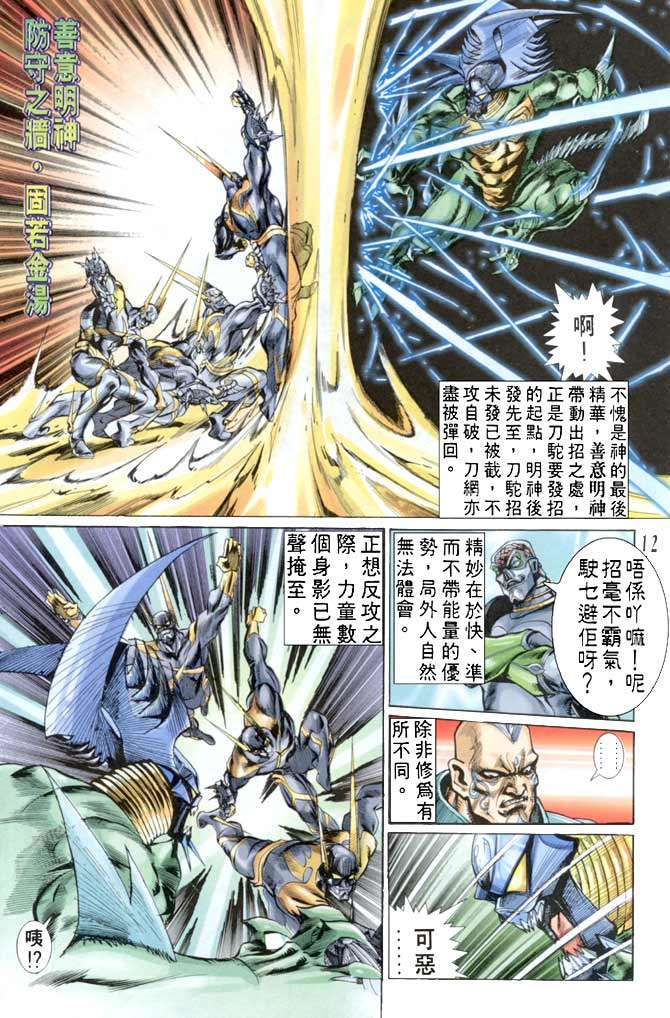 善意明神
防守之牆，固若金湯
啊！
不愧是神的最後
精華，善意明神
帶動出招之處，
正是刀駝要發招
的起點，明神後
發先至，刀駝招
未發已被截，不
攻自破，刀網亦
盡被彈回。
12
唔係吖嘛！呢
招毫不霸氣，
駛七避佢呀？
精妙在於快、準
而不帶能量的優
勢，局外人自然
無法體會。
……
除非修為有
所不同。
可惡
……
正想反攻之
際，力童數
個身影已無
聲掩至。
咦!?